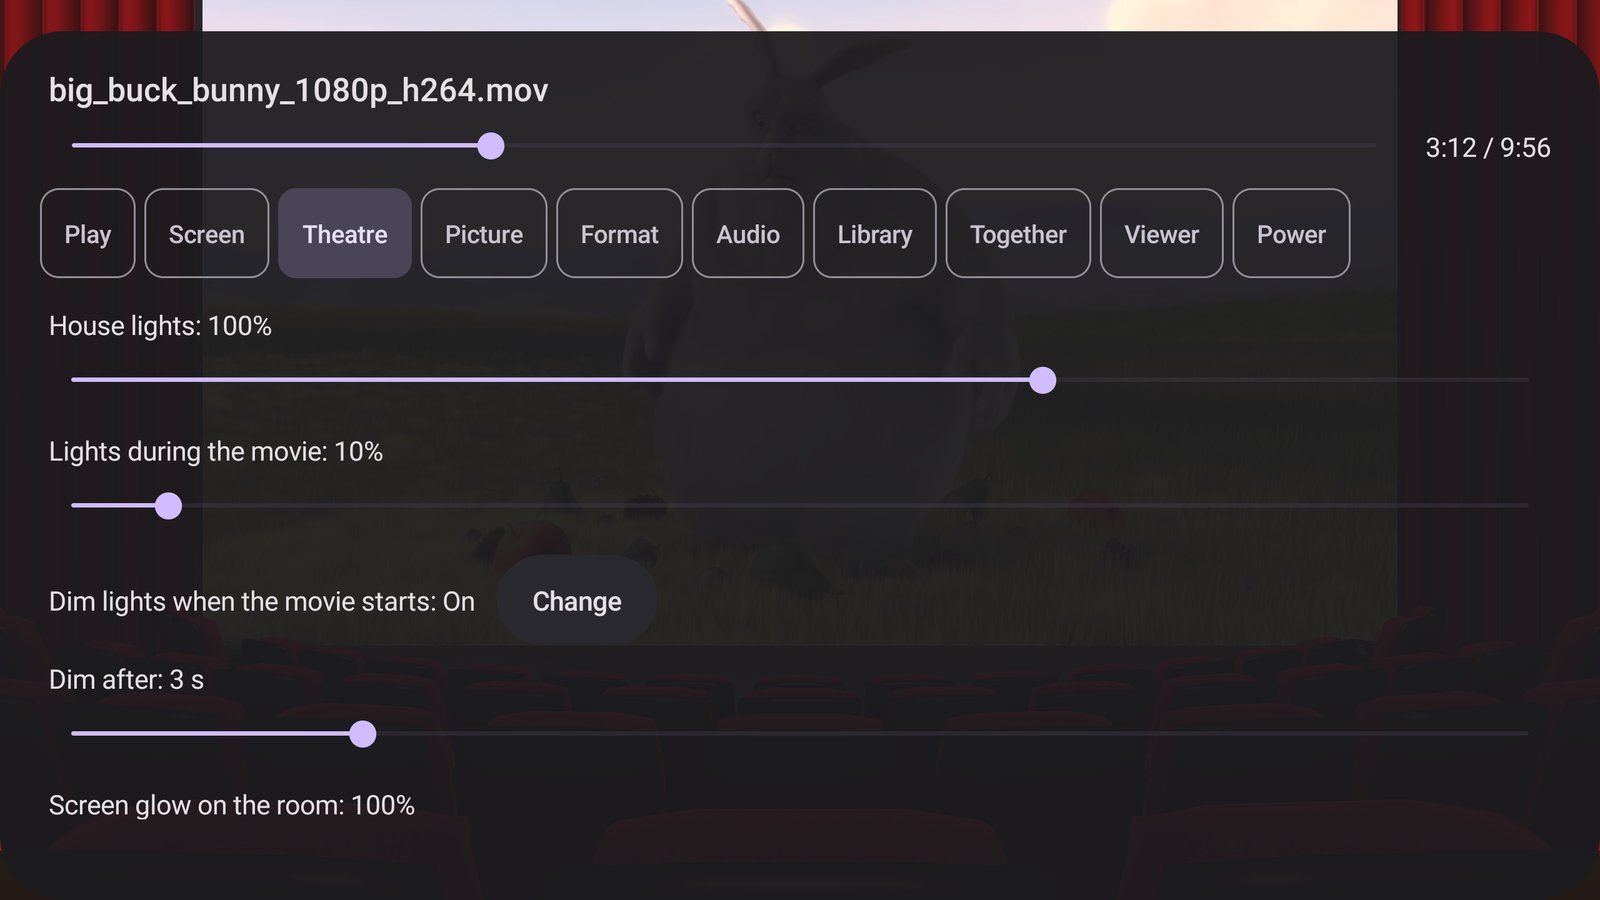 big_buck_bunny_1080p_h264.mov
3:12 / 9:56
Play Screen Theatre Picture Format Audio Library Together Viewer Power
House lights: 100%
Lights during the movie: 10%
Dim lights when the movie starts: On Change
Dim after: 3 s
Screen glow on the room: 100%